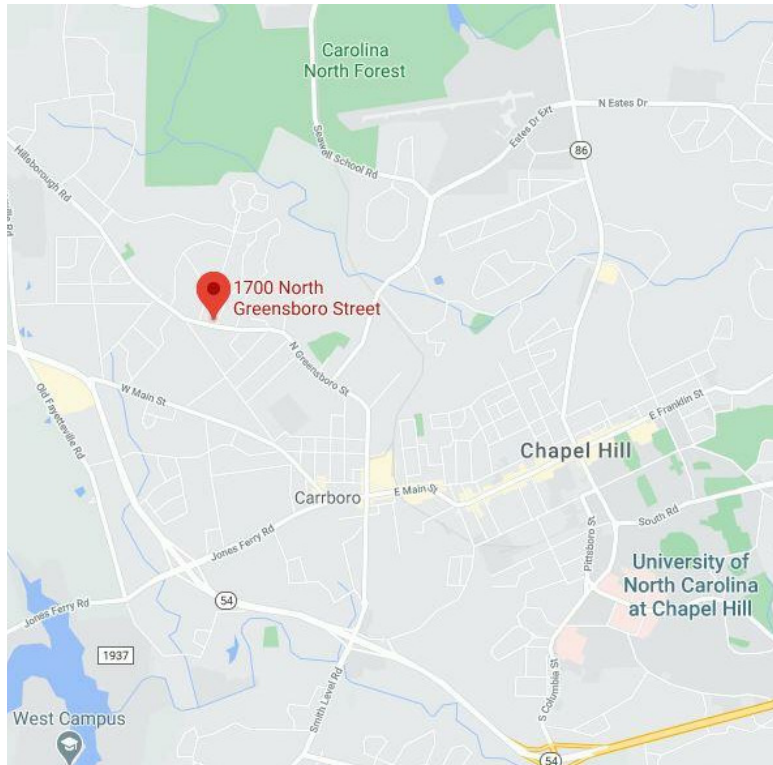 Carolina
North Forest
N Eates Dr
Eates Dr Ext
86
Seawell School Rd
Hillsborough Rd
1700 North
Greensboro Street
N Greensboro St
W Main St
Old Fayetteville Rd
E Franklin St
Chapel Hill
Carrboro
E Main St
South Rd
Pittsboro St
Jones Ferry Rd
University of
North Carolina
at Chapel Hill
54
Jones Ferry Rd
1937
Smith Level Rd
S Columbia St
West Campus
54